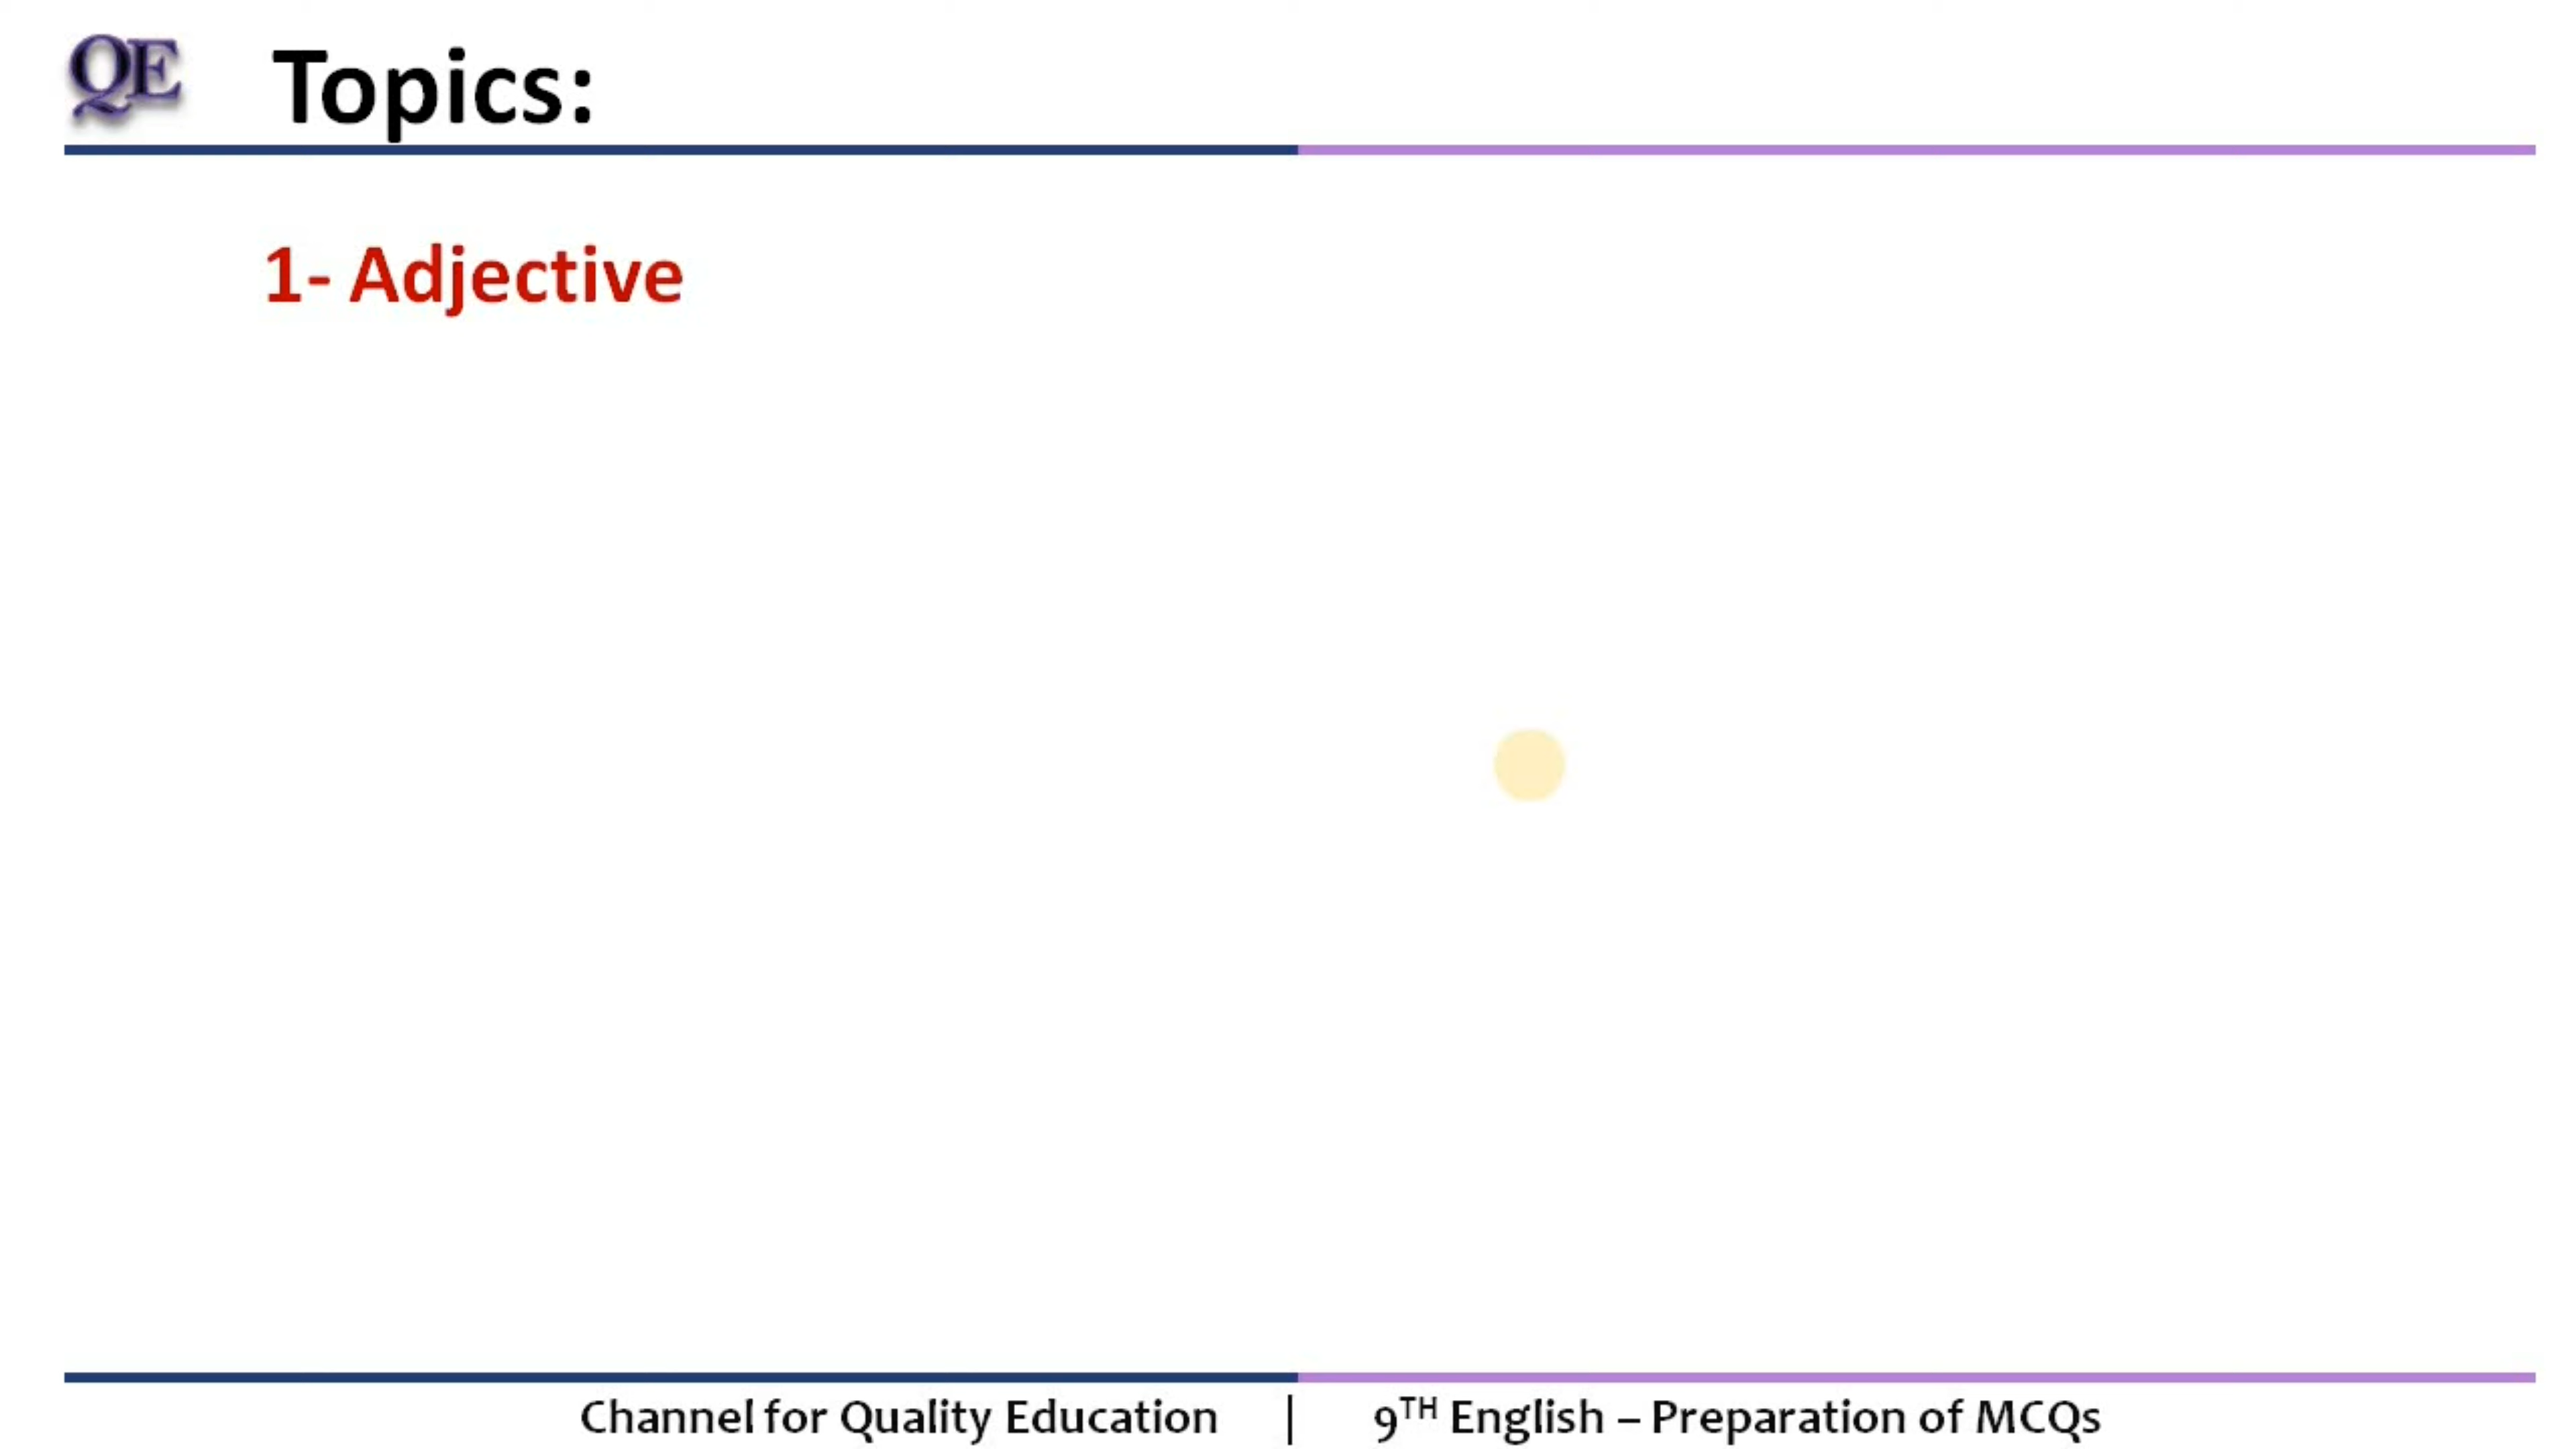 QE
Topics:
1- Adjective
Channel for Quality Education | 9TH English – Preparation of MCQs